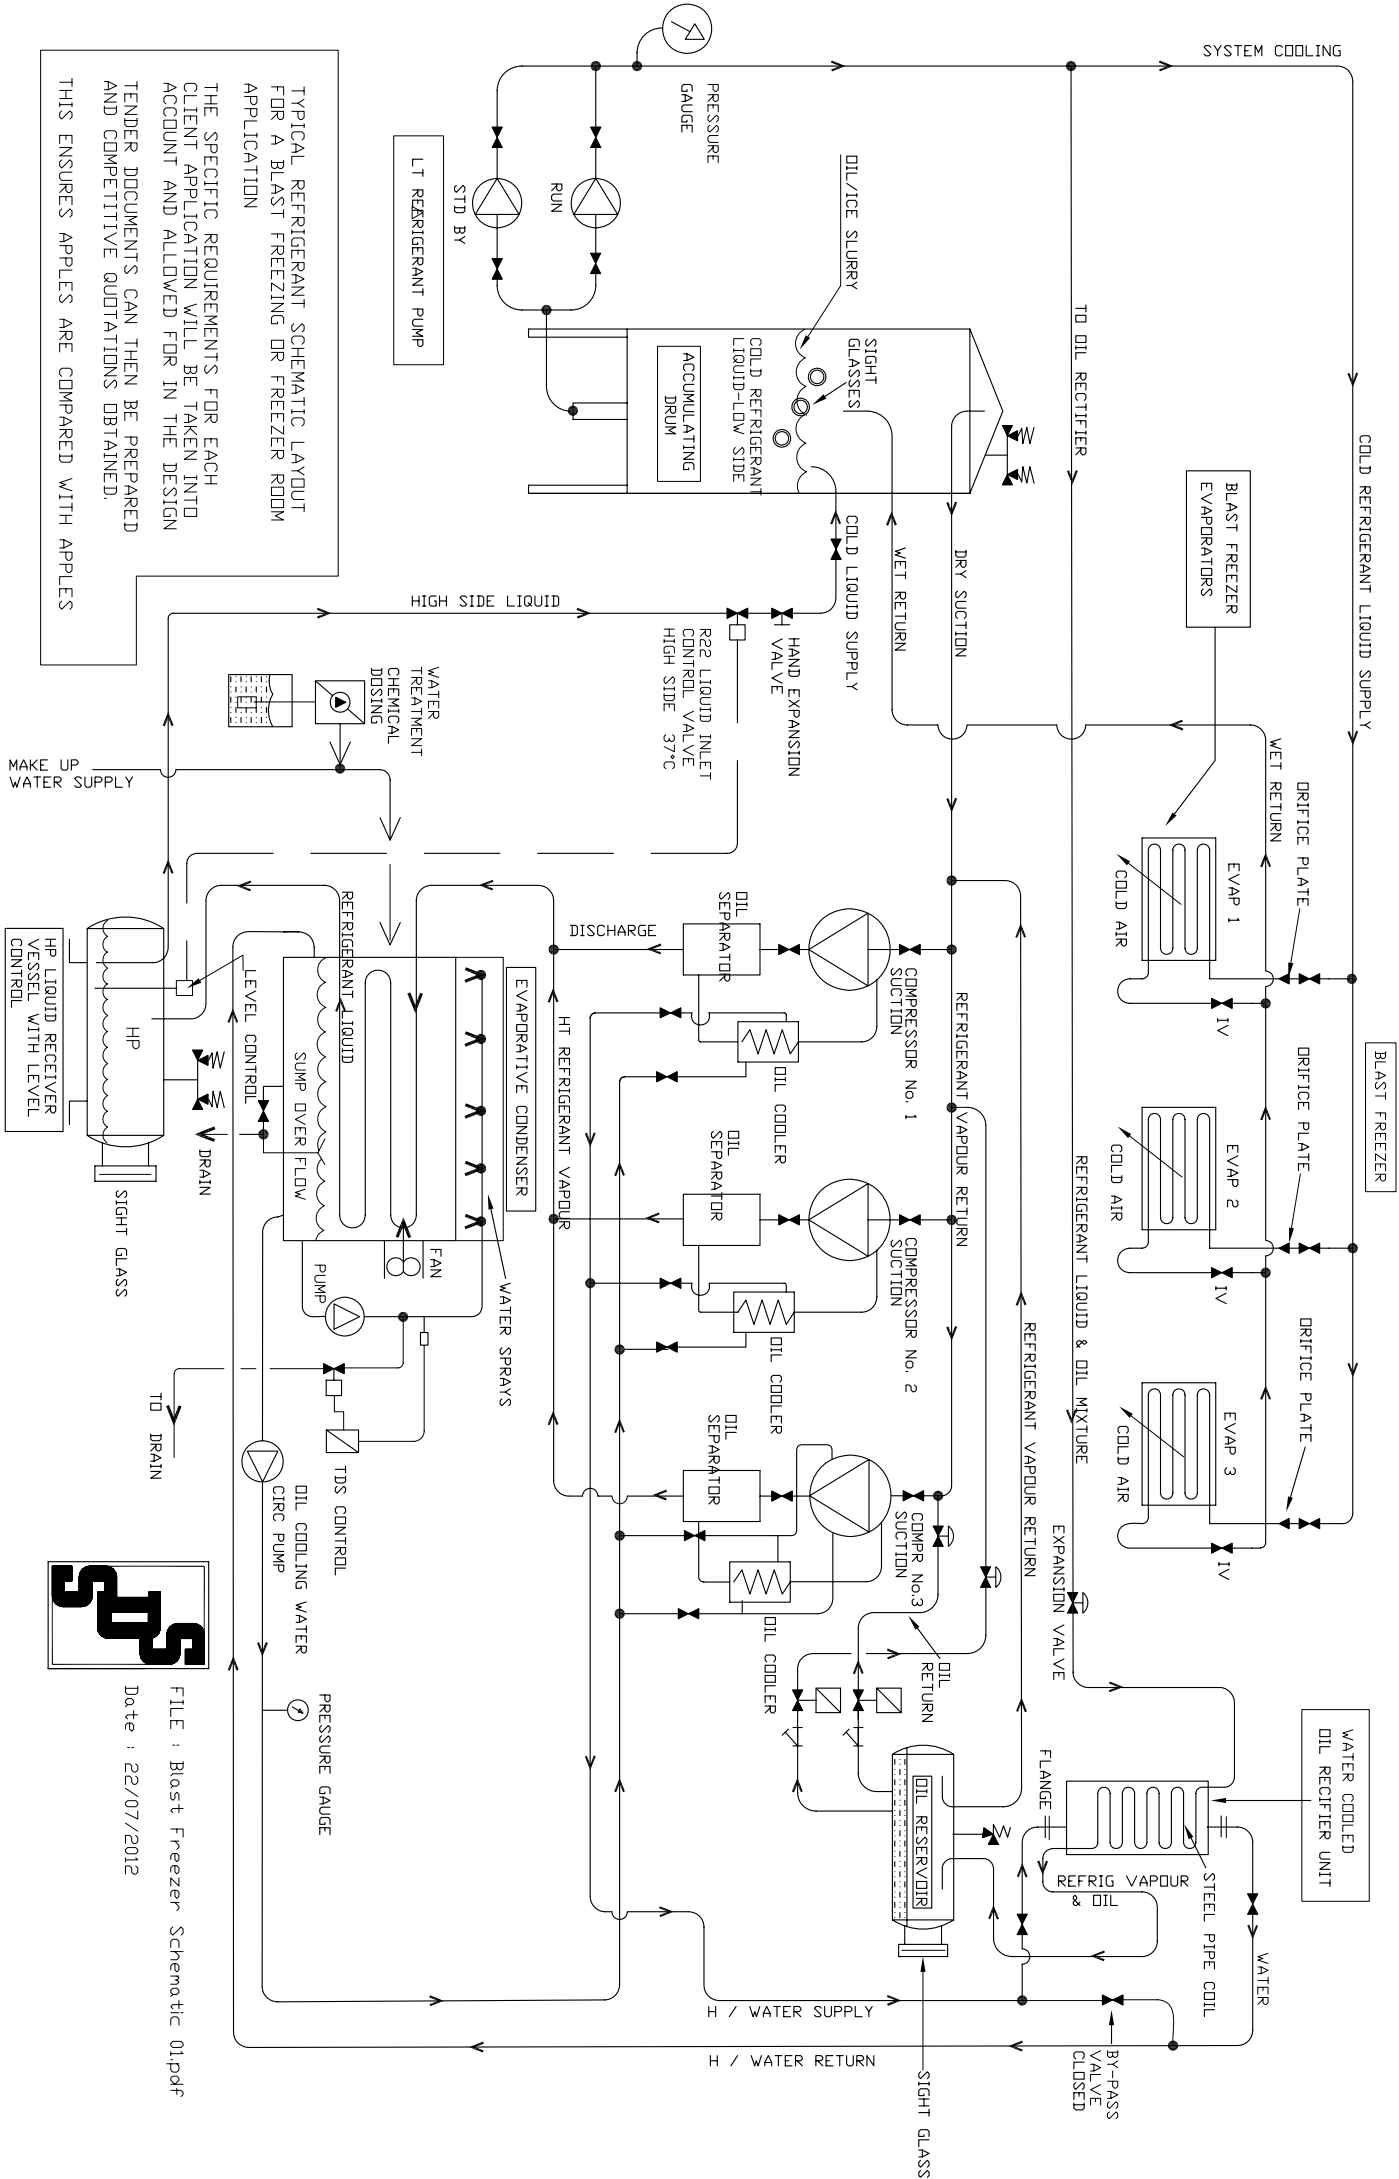 SYSTEM COOLING
PRESSURE
GAUGE
TO OIL RECTIFIER
COLD REFRIGERANT LIQUID SUPPLY
BLAST FREEZER
EVAPORATORS
BLAST FREEZER
ORIFICE PLATE
WET RETURN
EVAP 1
COLD AIR
IV
ORIFICE PLATE
EVAP 2
COLD AIR
IV
ORIFICE PLATE
EVAP 3
COLD AIR
IV
OIL/ICE SLURRY
SIGHT
GLASSES
COLD REFRIGERANT
LIQUID-LOW SIDE
ACCUMULATING
DRUM
RUN
STD BY
LT REARIGERANT PUMP
WET RETURN
DRY SUCTION
COLD LIQUID SUPPLY
HAND EXPANSION
VALVE
R22 LIQUID INLET
CONTROL VALVE
HIGH SIDE 37°C
HIGH SIDE LIQUID
TYPICAL REFRIGERANT SCHEMATIC LAYOUT
FOR A BLAST FREEZING OR FREEZER ROOM
APPLICATION
THE SPECIFIC REQUIREMENTS FOR EACH
CLIENT APPLICATION WILL BE TAKEN INTO
ACCOUNT AND ALLOWED FOR IN THE DESIGN
TENDER DOCUMENTS CAN THEN BE PREPARED
AND COMPETITIVE QUOTATIONS OBTAINED.
THIS ENSURES APPLES ARE COMPARED WITH APPLES
WATER
TREATMENT
CHEMICAL
DOSING
MAKE UP
WATER SUPPLY
REFRIGERANT LIQUID & OIL MIXTURE
REFRIGERANT VAPOUR RETURN
REFRIGERANT VAPOUR RETURN
COMPRESSOR No. 1
SUCTION
OIL
SEPARATOR
OIL COOLER
DISCHARGE
HT REFRIGERANT VAPOUR
COMPRESSOR No. 2
SUCTION
OIL
SEPARATOR
OIL COOLER
COMPR No.3
SUCTION
OIL
SEPARATOR
OIL COOLER
EVAPORATIVE CONDENSER
REFRIGERANT LIQUID
SUMP OVER FLOW
WATER SPRAYS
FAN
PUMP
LEVEL CONTROL
DRAIN
HP
HP LIQUID RECEIVER
VESSEL WITH LEVEL
CONTROL
SIGHT GLASS
TO DRAIN
TDS CONTROL
OIL COOLING WATER
CIRC PUMP
PRESSURE GAUGE
EXPANSION VALVE
OIL
RETURN
OIL RESERVOIR
SIGHT GLASS
FLANGE
REFRIG VAPOUR
& OIL
STEEL PIPE COIL
WATER
WATER COOLED
OIL RECIFIER UNIT
H / WATER SUPPLY
H / WATER RETURN
BY-PASS
VALVE
CLOSED
SDS
FILE : Blast Freezer Schematic 01.pdf
Date : 22/07/2012